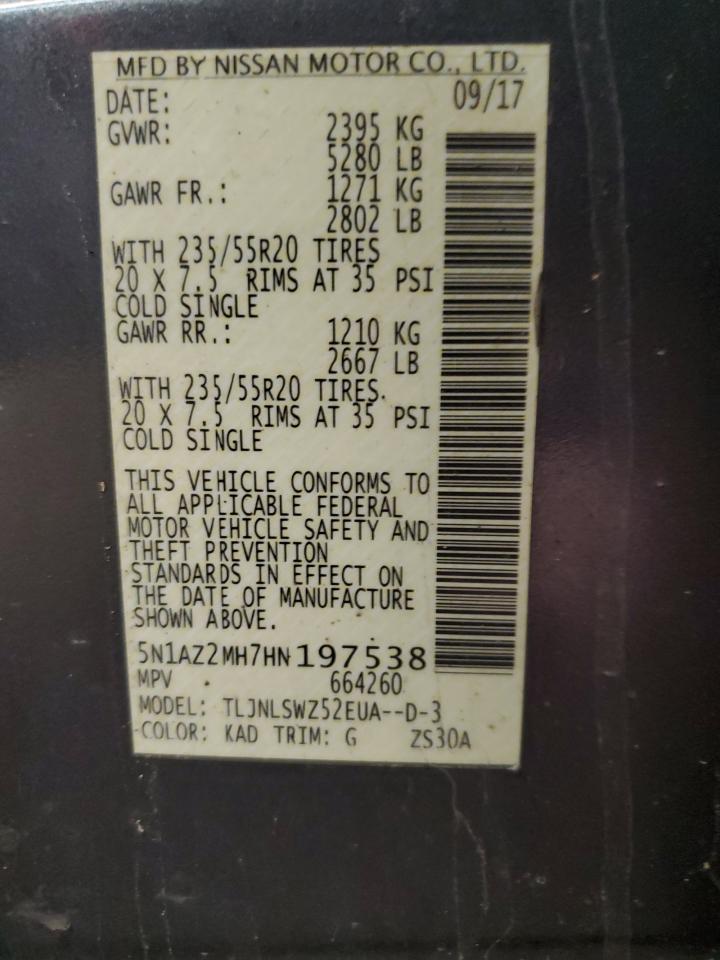 MFD BY NISSAN MOTOR CO., LTD.
DATE: 09/17
GVWR: 2395 KG
5280 LB
GAWR FR.: 1271 KG
2802 LB
WITH 235/55R20 TIRES
20 X 7.5 RIMS AT 35 PSI
COLD SINGLE
GAWR RR.: 1210 KG
2667 LB
WITH 235/55R20 TIRES.
20 X 7.5 RIMS AT 35 PSI
COLD SINGLE
THIS VEHICLE CONFORMS TO
ALL APPLICABLE FEDERAL
MOTOR VEHICLE SAFETY AND
THEFT PREVENTION
STANDARDS IN EFFECT ON
THE DATE OF MANUFACTURE
SHOWN ABOVE.
5N1AZ2MH7HN197538
MPV 664260
MODEL: TLJNLSWZ52EUA--D-3
COLOR: KAD TRIM: G ZS30A